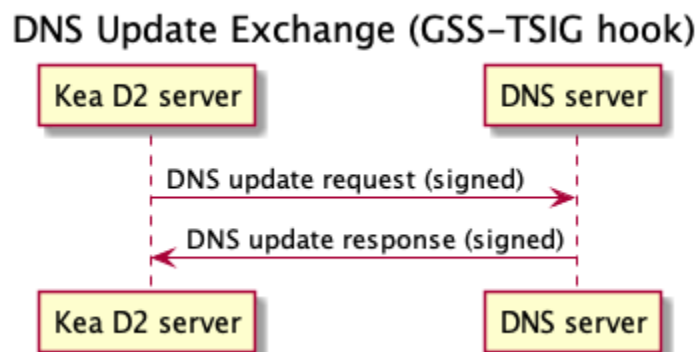 DNS Update Exchange (GSS-TSIG hook)
Kea D2 server DNS server
DNS update request (signed)
DNS update response (signed)
Kea D2 server DNS server